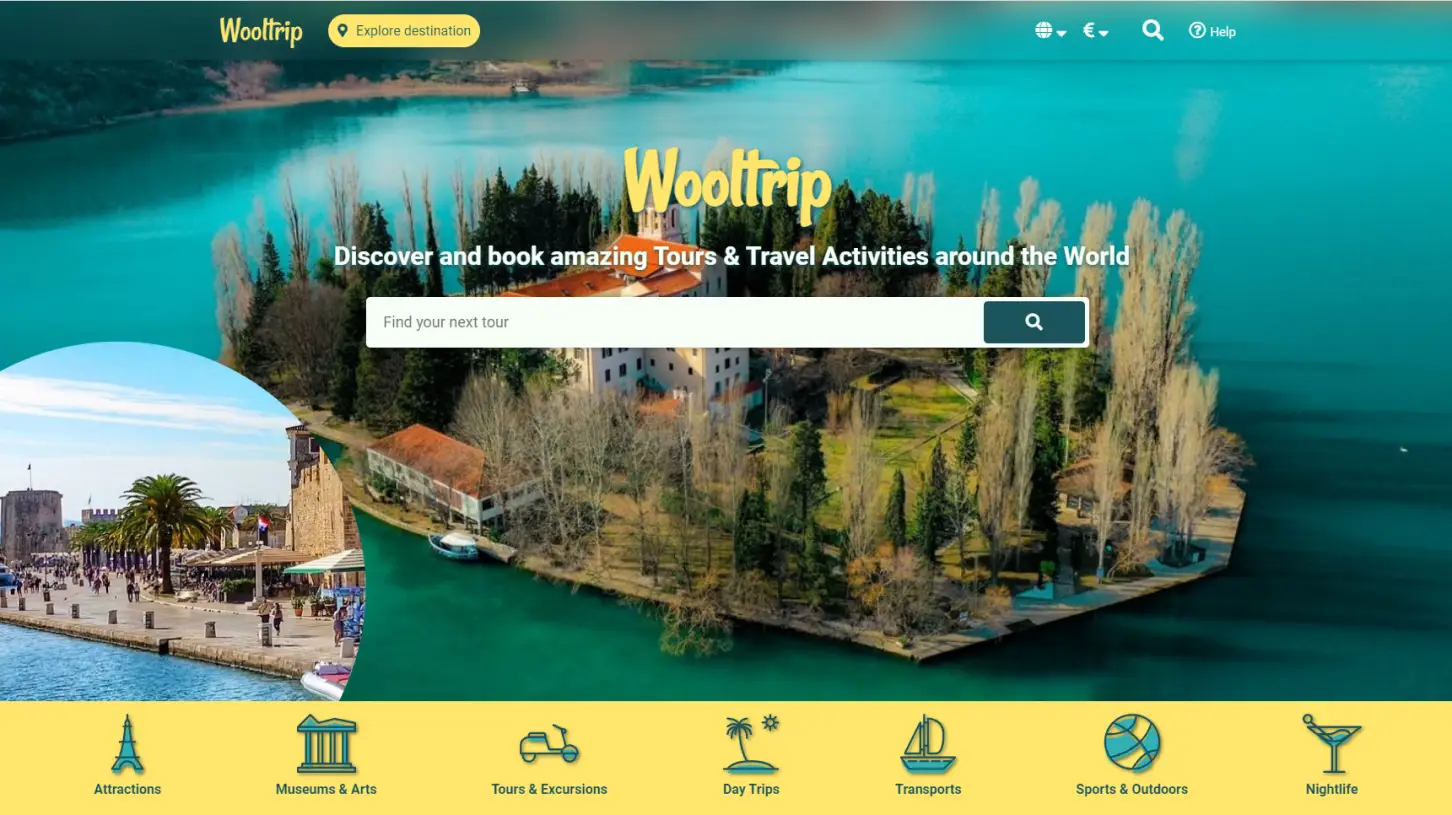 Wooltrip
Explore destination
€
Help
Wooltrip
Discover and book amazing Tours & Travel Activities around the World
Find your next tour
Attractions
Museums & Arts
Tours & Excursions
Day Trips
Transports
Sports & Outdoors
Nightlife